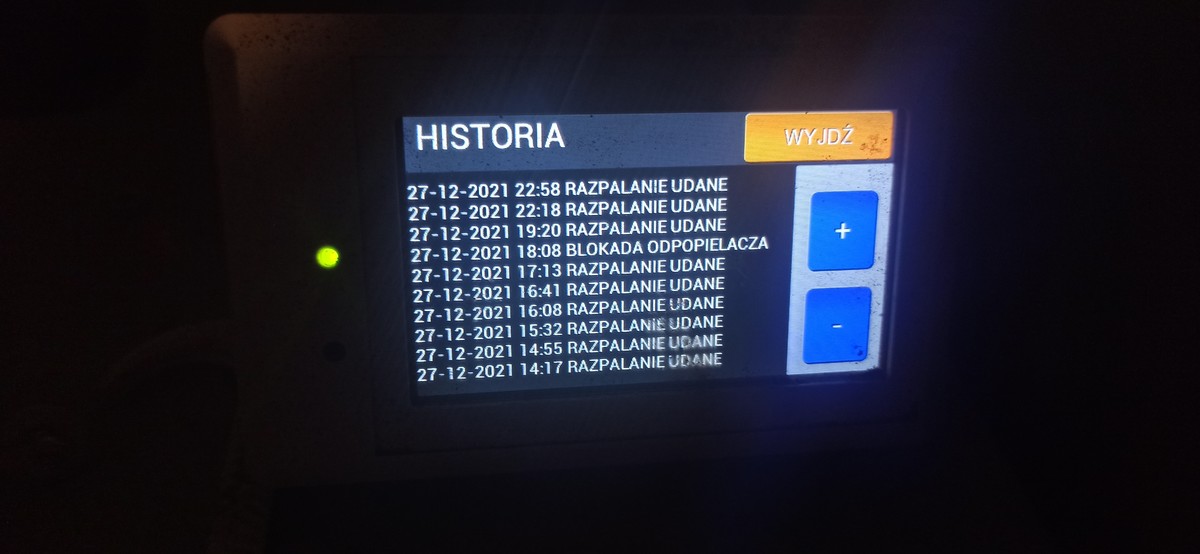 HISTORIA
WYJDŹ
27-12-2021 22:58 RAZPALANIE UDANE
27-12-2021 22:18 RAZPALANIE UDANE
27-12-2021 19:20 RAZPALANIE UDANE
27-12-2021 18:08 BLOKADA ODPOPIELACZA
27-12-2021 17:13 RAZPALANIE UDANE
27-12-2021 16:41 RAZPALANIE UDANE
27-12-2021 16:08 RAZPALANIE UDANE
27-12-2021 15:32 RAZPALANIE UDANE
27-12-2021 14:55 RAZPALANIE UDANE
27-12-2021 14:17 RAZPALANIE UDANE
+
-